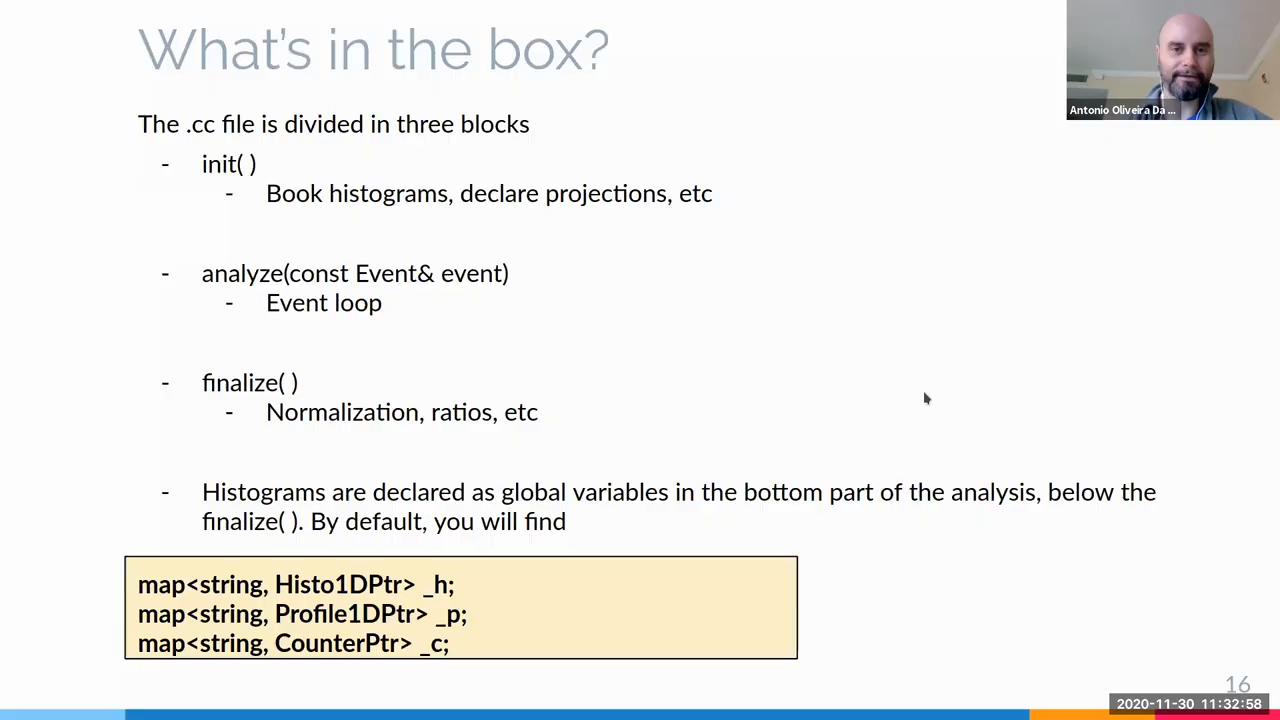 What's in the box?
Antonio Oliveira Da ...
The .cc file is divided in three blocks
- init( )
- Book histograms, declare projections, etc
- analyze(const Event& event)
- Event loop
- finalize( )
- Normalization, ratios, etc
- Histograms are declared as global variables in the bottom part of the analysis, below the
finalize( ). By default, you will find
map<string, Histo1DPtr> _h;
map<string, Profile1DPtr> _p;
map<string, CounterPtr> _c;
16
2020-11-30 11:32:58